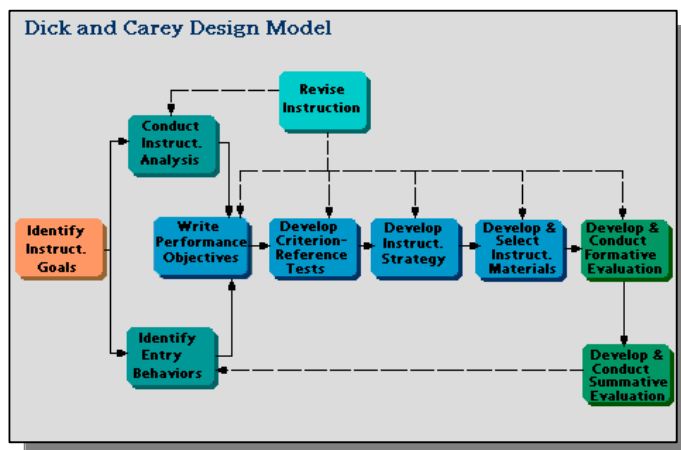 Dick and Carey Design Model
Revise
Instruction
Conduct
Instruct.
Analysis
Identify
Instruct.
Goals
Write
Performance
Objectives
Develop
Criterion-
Reference
Tests
Develop
Instruct.
Strategy
Develop &
Select Instruct.
Materials
Develop &
Conduct
Formative
Evaluation
Identify
Entry
Behaviors
Develop &
Conduct
Summative
Evaluation